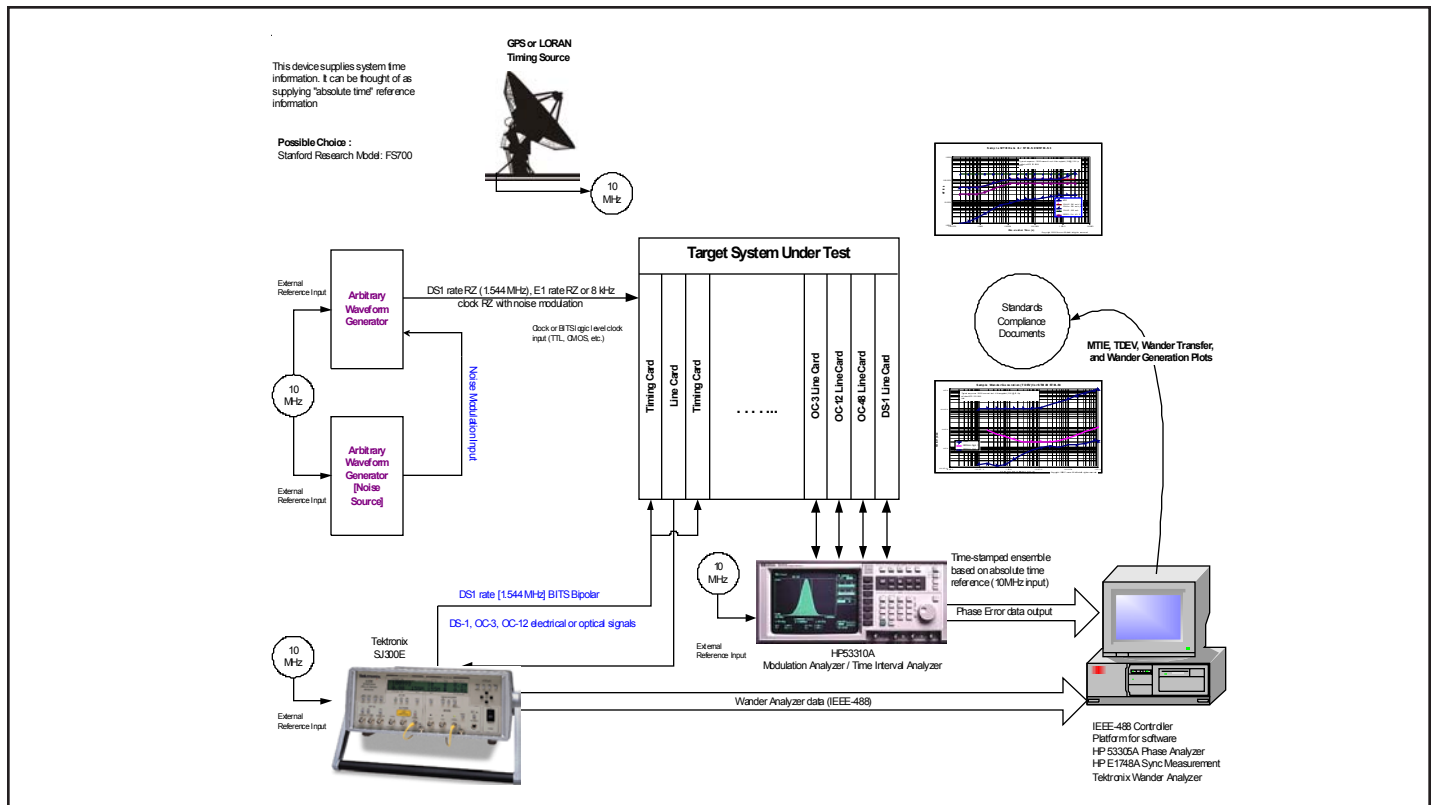 GPS or LORAN
Timing Source
This device supplies system time
information. It can be thought of as
supplying "absolute time" reference
information
Possible Choice :
Stanford Research Model: FS700
10
MHz
Target System Under Test
External
Reference Input
Arbitrary
Waveform
Generator
DS1 rate RZ (1.544 MHz), E1 rate RZ or 8 kHz
clock RZ with noise modulation
Clock or BITS logic level clock
input (TTL, CMOS, etc.)
Noise Modulation Input
10
MHz
Arbitrary
Waveform
Generator
[Noise
Source]
External
Reference Input
Timing Card
Line Card
Timing Card
. . . . ...
OC-3 Line Card
OC-12 Line Card
OC-48 Line Card
DS-1 Line Card
Standards
Compliance
Documents
MTIE, TDEV, Wander Transfer,
and Wander Generation Plots
10
MHz
External
Reference Input
Time-stamped ensemble
based on absolute time
reference (10MHz input)
Phase Error data output
HP53310A
Modulation Analyzer / Time Interval Analyzer
DS1 rate [1.544 MHz] BITS Bipolar
DS-1, OC-3, OC-12 electrical or optical signals
10
MHz
Tektronix
SJ300E
External
Reference Input
Wander Analyzer data (IEEE-488)
IEEE-488 Controller
Platform for software
HP 53305A Phase Analyzer
HP E1748A Sync Measurement
Tektronix Wander Analyzer